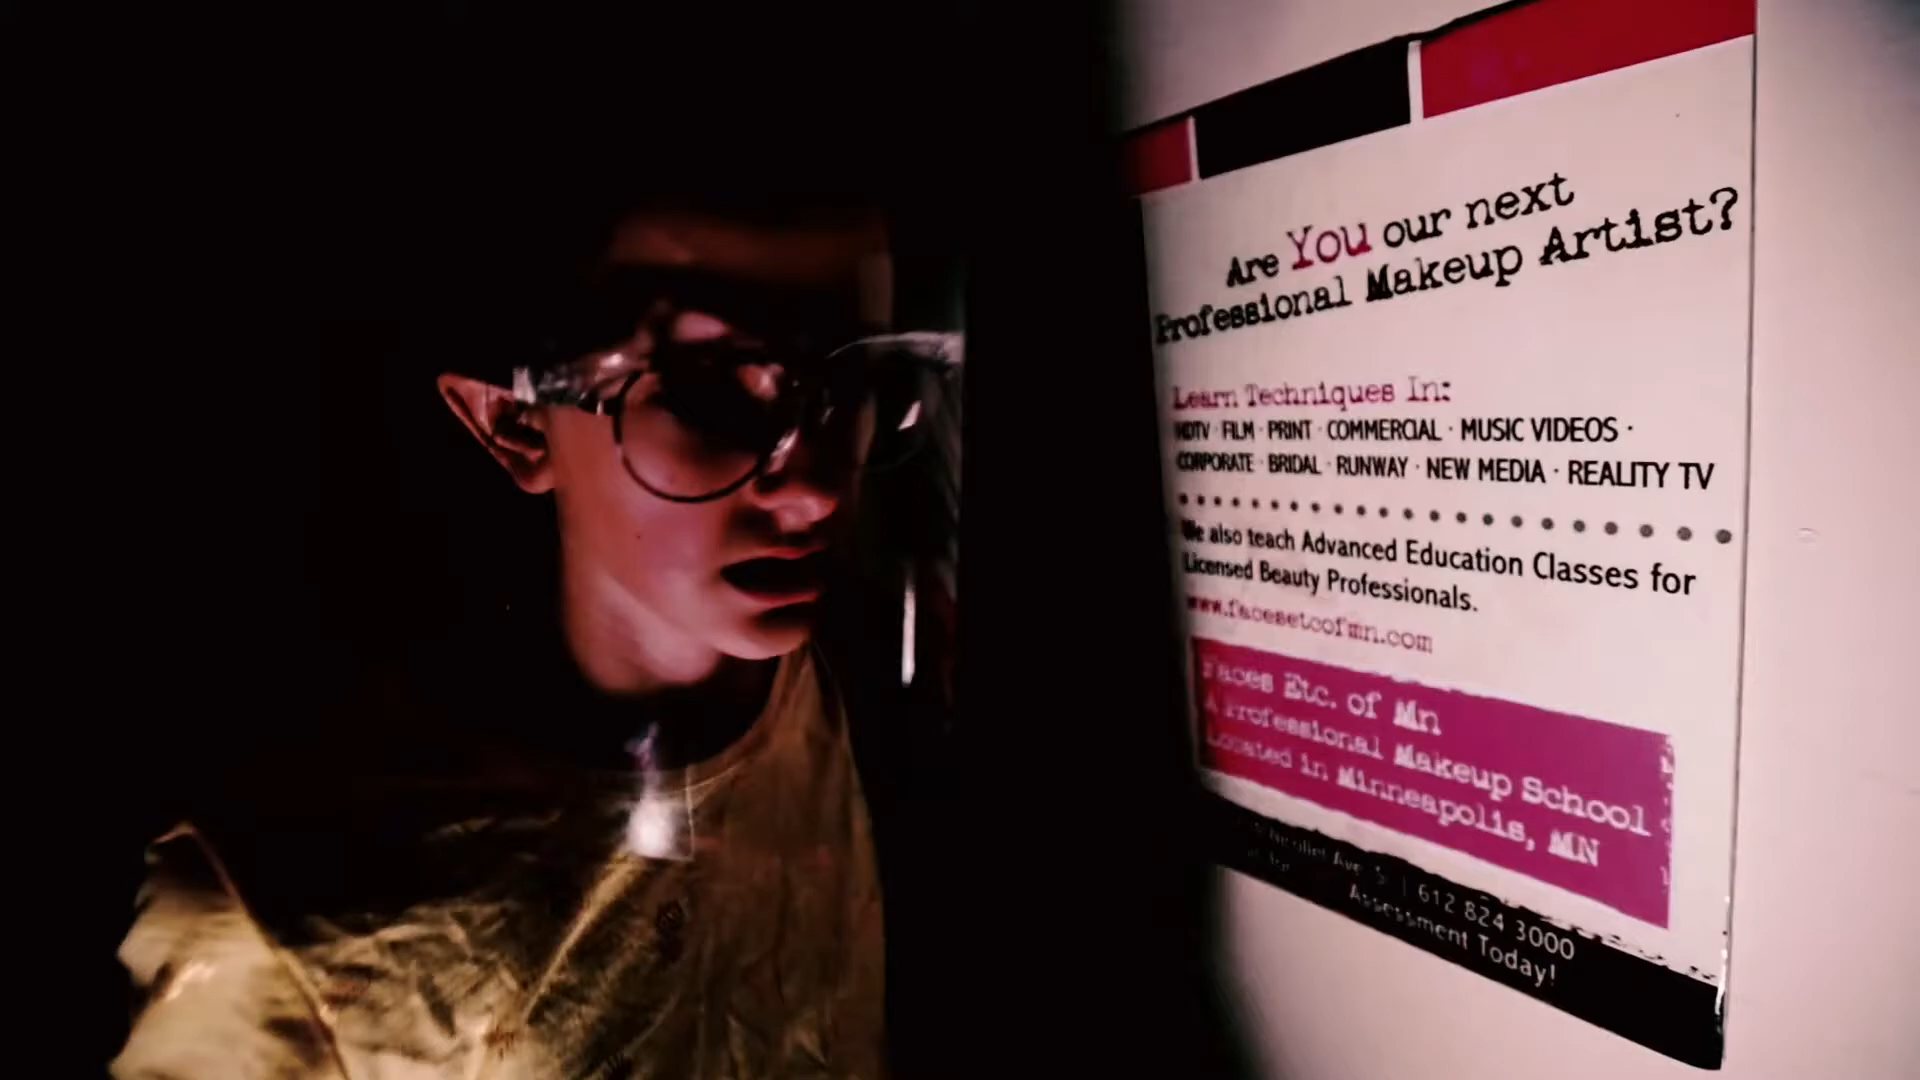 Are You our next
Professional Makeup Artist?
Learn Techniques In:
HDTV · FILM · PRINT · COMMERCIAL · MUSIC VIDEOS ·
CORPORATE · BRIDAL · RUNWAY · NEW MEDIA · REALITY TV
We also teach Advanced Education Classes for
Licensed Beauty Professionals.
www.facesetcofmn.com
Faces Etc. of Mn
A Professional Makeup School
Located in Minneapolis, MN
Nicollet Ave S. | 612 824 3000
Assessment Today!